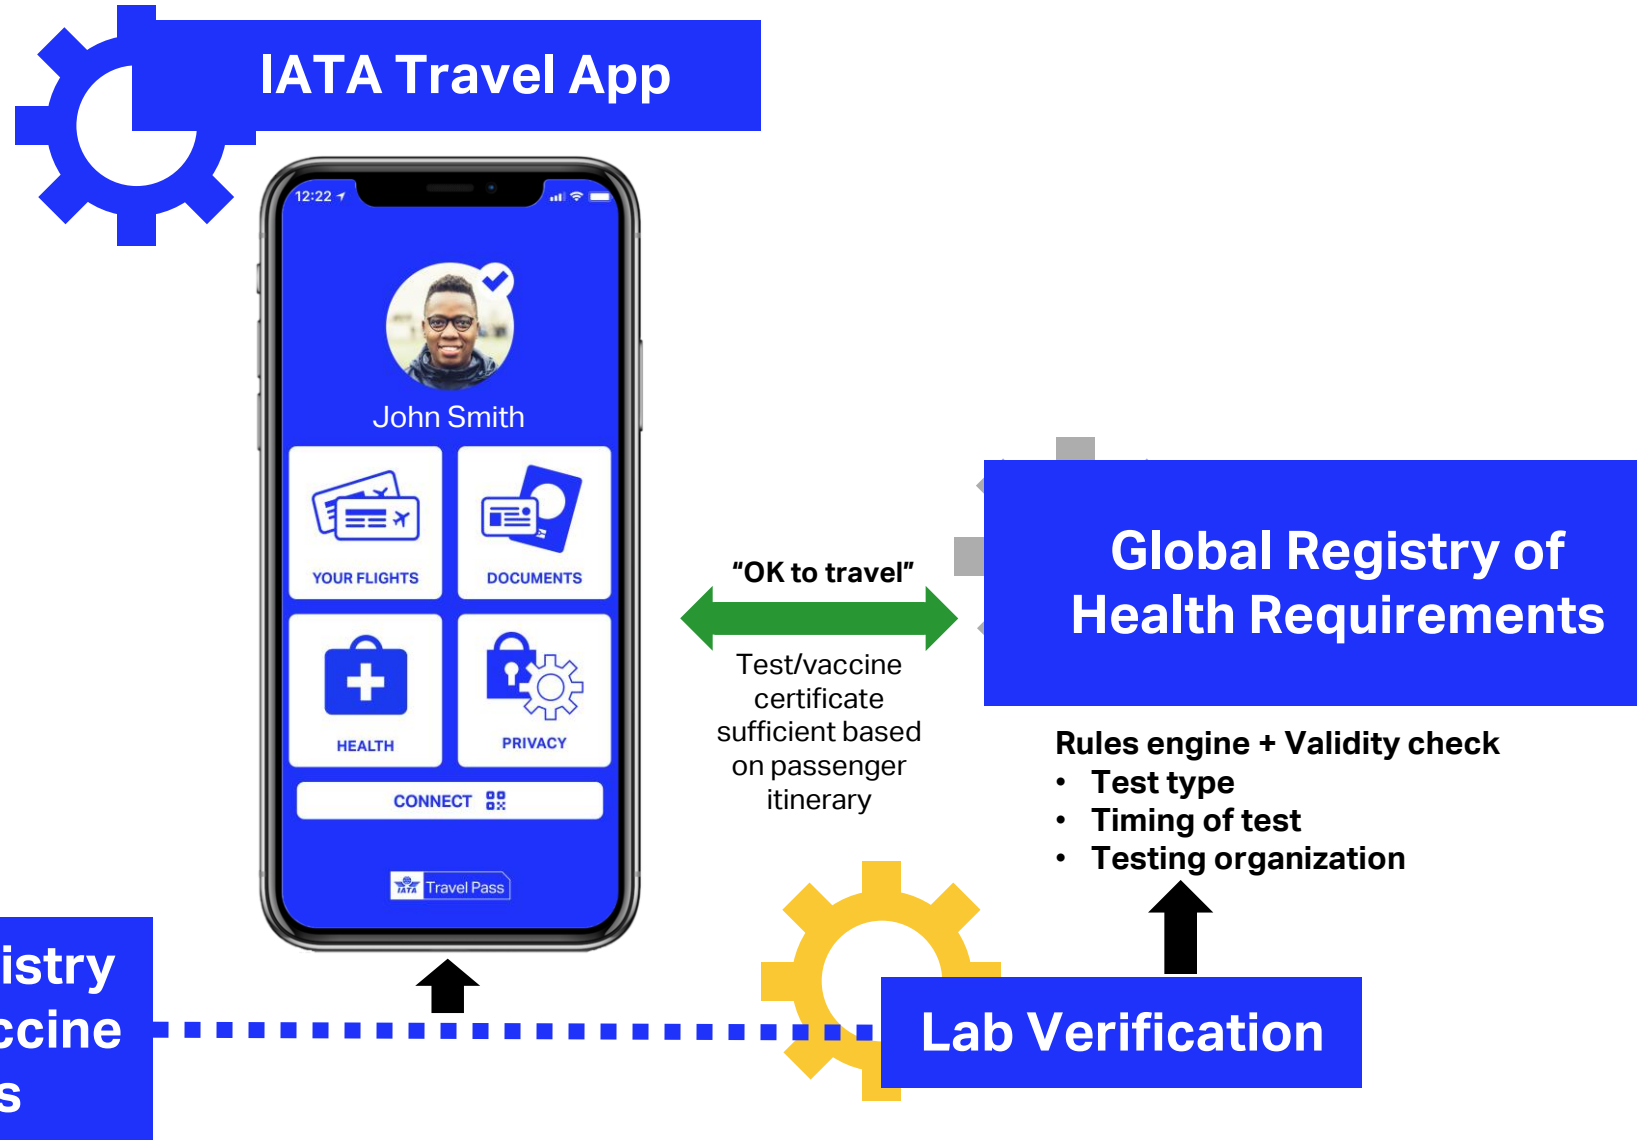 IATA Travel App
12:22
John Smith
YOUR FLIGHTS
DOCUMENTS
HEALTH
PRIVACY
CONNECT
IATA Travel Pass
“OK to travel”
Test/vaccine
certificate
sufficient based
on passenger
itinerary
Global Registry of
Health Requirements
Rules engine + Validity check
• Test type
• Timing of test
• Testing organization
istry
ccine
s
Lab Verification